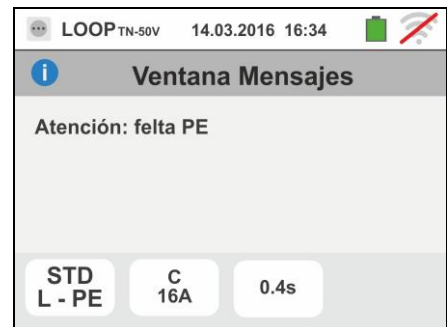 LOOP TN-50V 14.03.2016 16:34
Ventana Mensajes
Atención: felta PE
STD C 0.4s
L - PE 16A